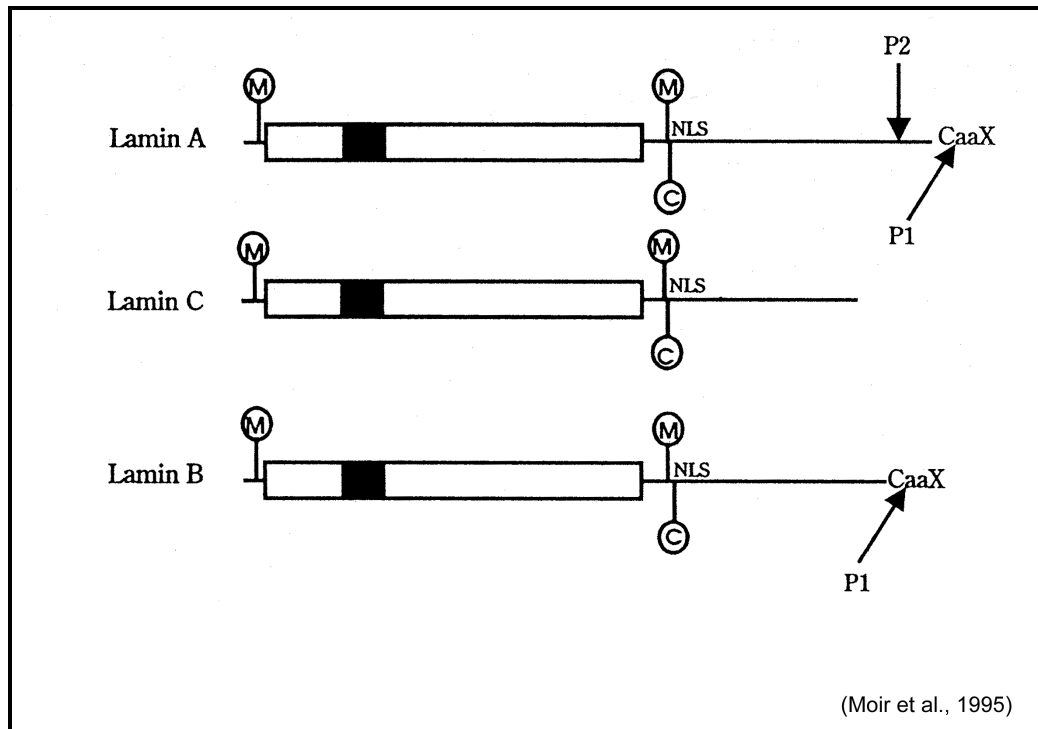 P2
M
M
Lamin A
NLS
CaaX
C
P1
M
M
Lamin C
NLS
C
M
M
Lamin B
NLS
CaaX
C
P1
(Moir et al., 1995)